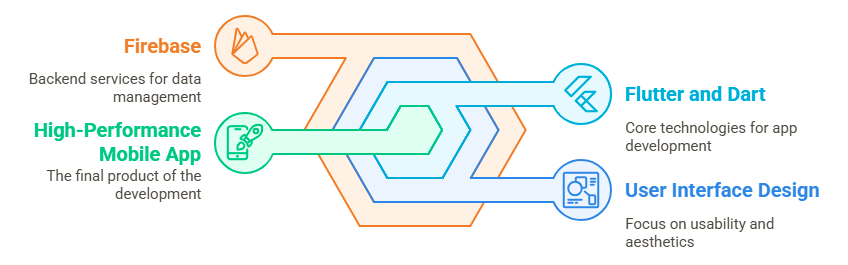 Firebase
Backend services for data
management
High-Performance
Mobile App
The final product of the
development
Flutter and Dart
Core technologies for app
development
User Interface Design
Focus on usability and
aesthetics